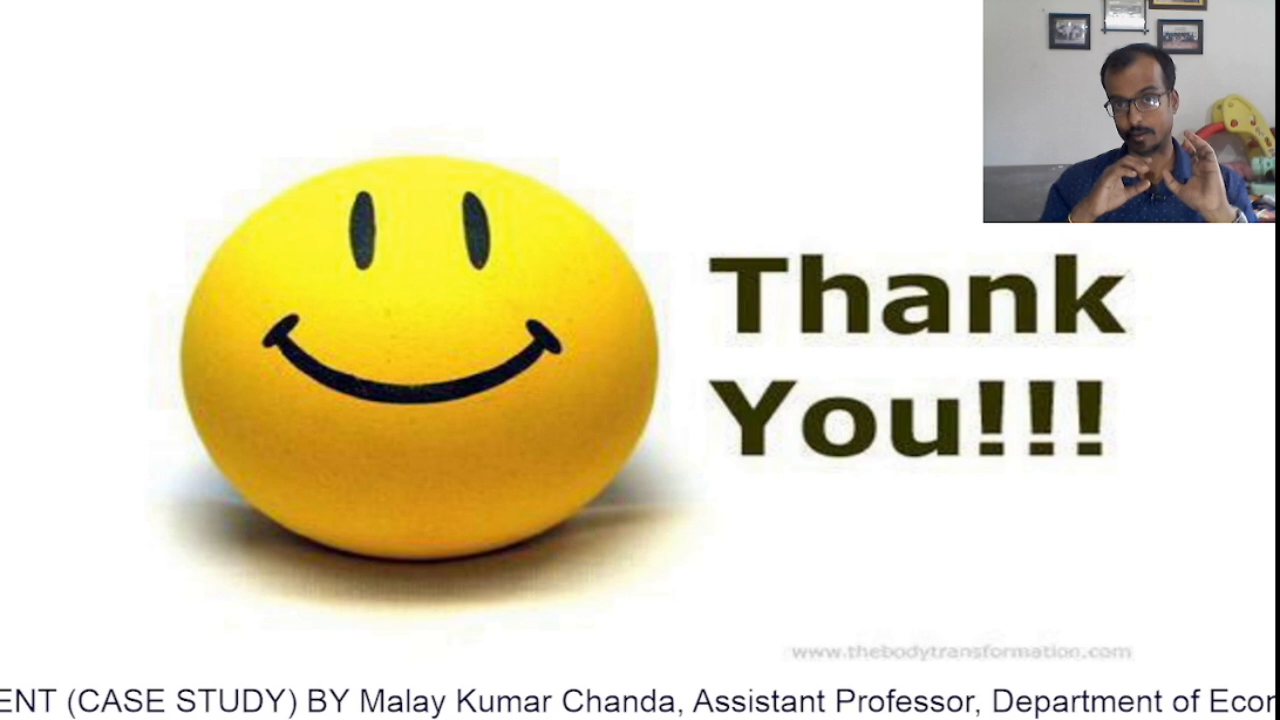 Thank
You!!!
www.thebodytransformation.com
ENT (CASE STUDY) BY Malay Kumar Chanda, Assistant Professor, Department of Econ